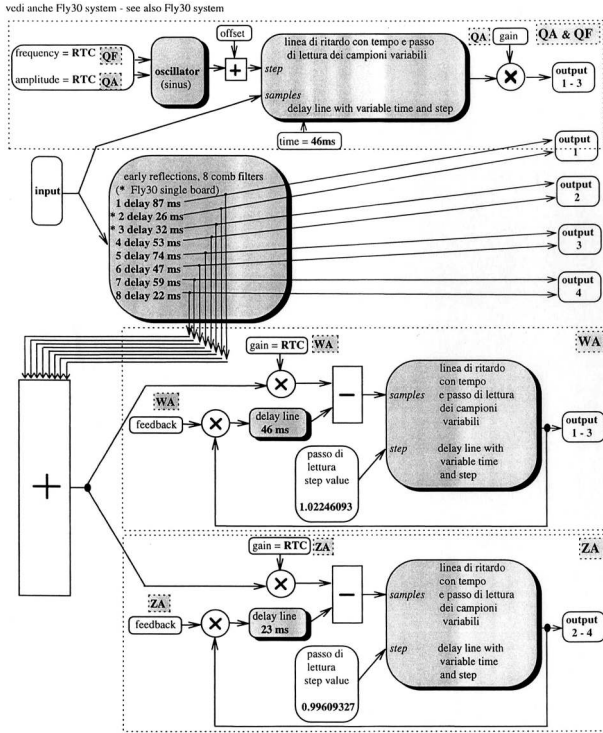 vedi anche Fly30 system - see also Fly30 system
frequency = RTC QF
amplitude = RTC QA
oscillator
(sinus)
offset
+
linea di ritardo con tempo e passo
di lettura dei campioni variabili
step
samples
delay line with variable time and step
time = 46ms
QA
gain
QA & QF
×
output
1 - 3
input
early reflections, 8 comb filters
(* Fly30 single board)
1 delay 87 ms
* 2 delay 26 ms
* 3 delay 32 ms
4 delay 53 ms
5 delay 74 ms
6 delay 47 ms
7 delay 59 ms
8 delay 22 ms
output
1
output
2
output
3
output
4
+
gain = RTC
WA
WA
×
WA
feedback
×
delay line
46 ms
−
passo di
lettura
step value
1.02246093
linea di ritardo
con tempo
samples
e passo di lettura
dei campioni
variabili
step
delay line with
variable time
and step
output
1 - 3
gain = RTC
ZA
ZA
×
ZA
feedback
×
delay line
23 ms
−
passo di
lettura
step value
0.99609327
linea di ritardo
con tempo
samples
e passo di lettura
dei campioni
variabili
step
delay line with
variable time
and step
output
2 - 4